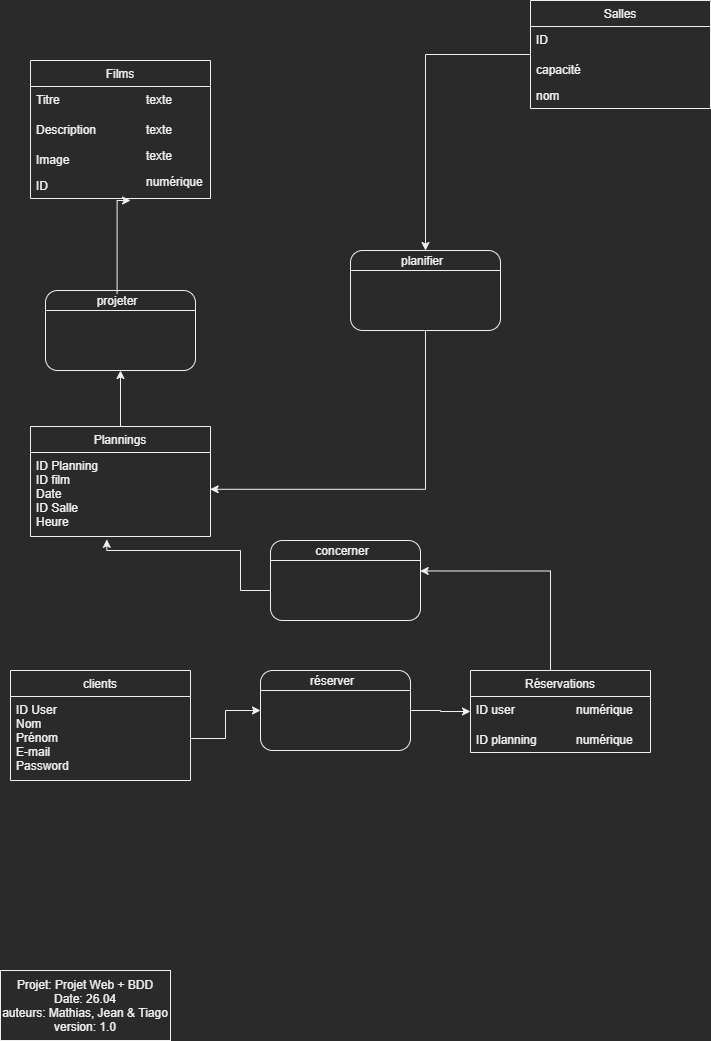 Salles
ID
capacité
nom
Films
Titre texte
Description texte
Image texte
ID numérique
planifier
projeter
Plannings
ID Planning
ID film
Date
ID Salle
Heure
concerner
clients
ID User
Nom
Prénom
E-mail
Password
réserver
Réservations
ID user numérique
ID planning numérique
Projet: Projet Web + BDD
Date: 26.04
auteurs: Mathias, Jean & Tiago
version: 1.0